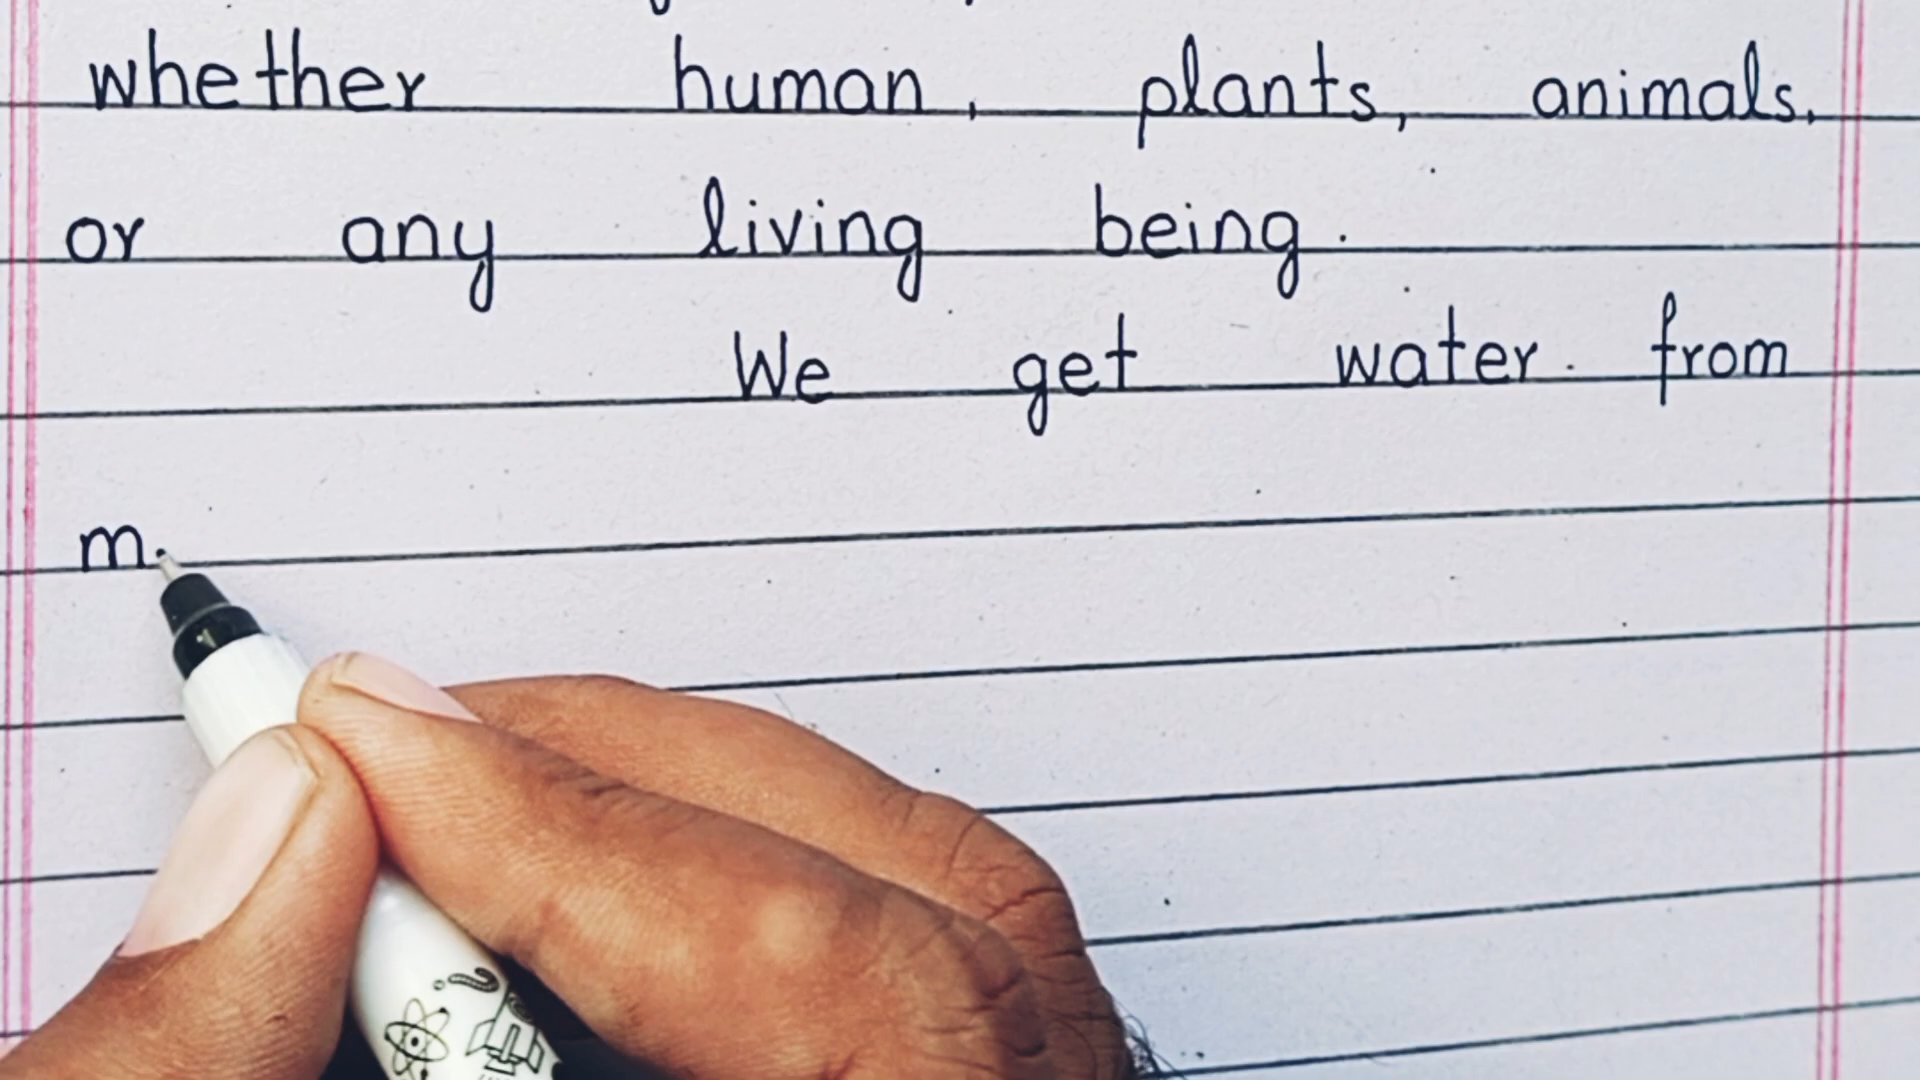 whether human, plants, animals,
or any living being.
We get water from
m